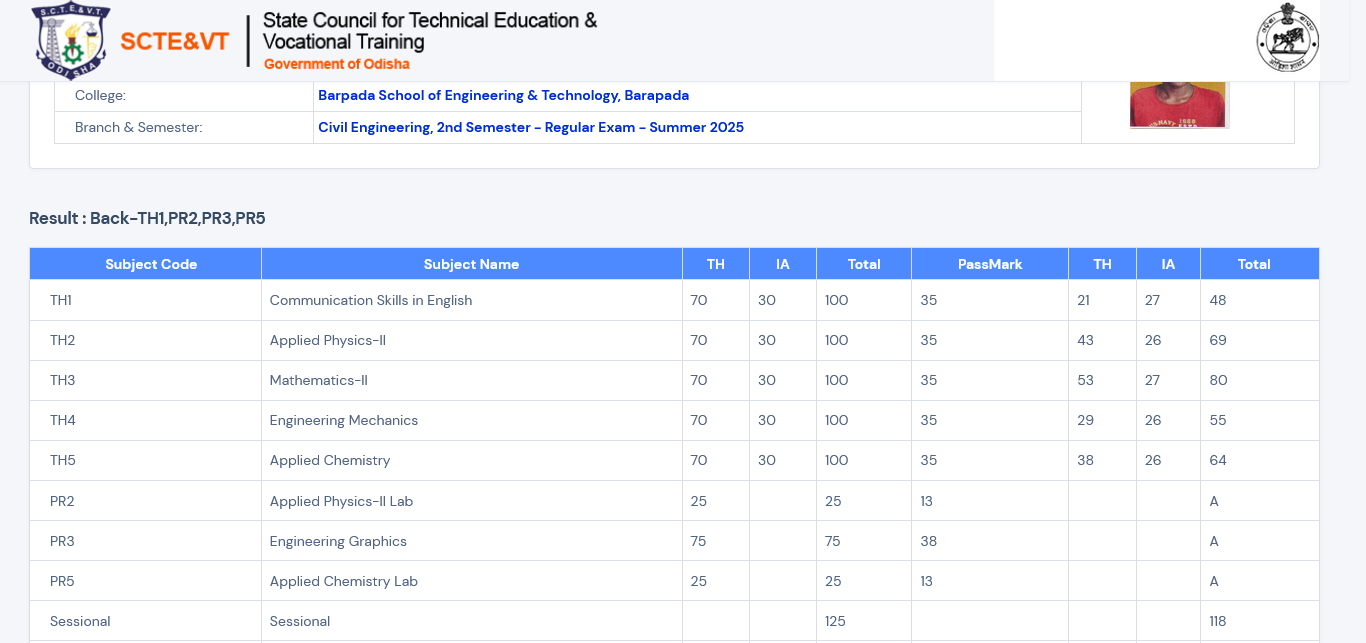 S.C.T.E.&V.T.
ODISHA
SCTE&VT
State Council for Technical Education &
Vocational Training
Government of Odisha
College: Barpada School of Engineering & Technology, Barapada
Branch & Semester: Civil Engineering, 2nd Semester - Regular Exam - Summer 2025
Result : Back-TH1,PR2,PR3,PR5
Subject Code Subject Name TH IA Total PassMark TH IA Total
TH1 Communication Skills in English 70 30 100 35 21 27 48
TH2 Applied Physics-II 70 30 100 35 43 26 69
TH3 Mathematics-II 70 30 100 35 53 27 80
TH4 Engineering Mechanics 70 30 100 35 29 26 55
TH5 Applied Chemistry 70 30 100 35 38 26 64
PR2 Applied Physics-II Lab 25 25 13 A
PR3 Engineering Graphics 75 75 38 A
PR5 Applied Chemistry Lab 25 25 13 A
Sessional Sessional 125 118